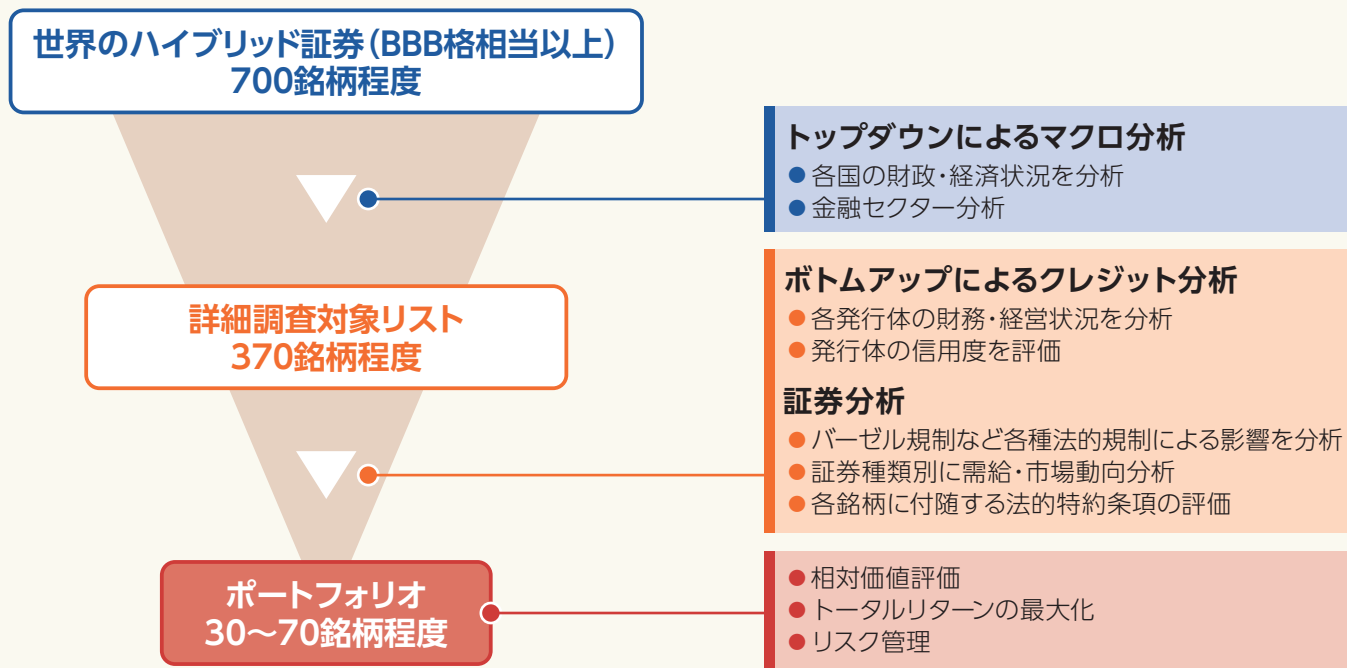 世界のハイブリッド証券(BBB格相当以上)
700銘柄程度
トップダウンによるマクロ分析
●各国の財政・経済状況を分析
●金融セクター分析
詳細調査対象リスト
370銘柄程度
ボトムアップによるクレジット分析
●各発行体の財務・経営状況を分析
●発行体の信用度を評価
証券分析
●バーゼル規制など各種法的規制による影響を分析
●証券種類別に需給・市場動向分析
●各銘柄に付随する法的特約条項の評価
ポートフォリオ
30〜70銘柄程度
●相対価値評価
●トータルリターンの最大化
●リスク管理